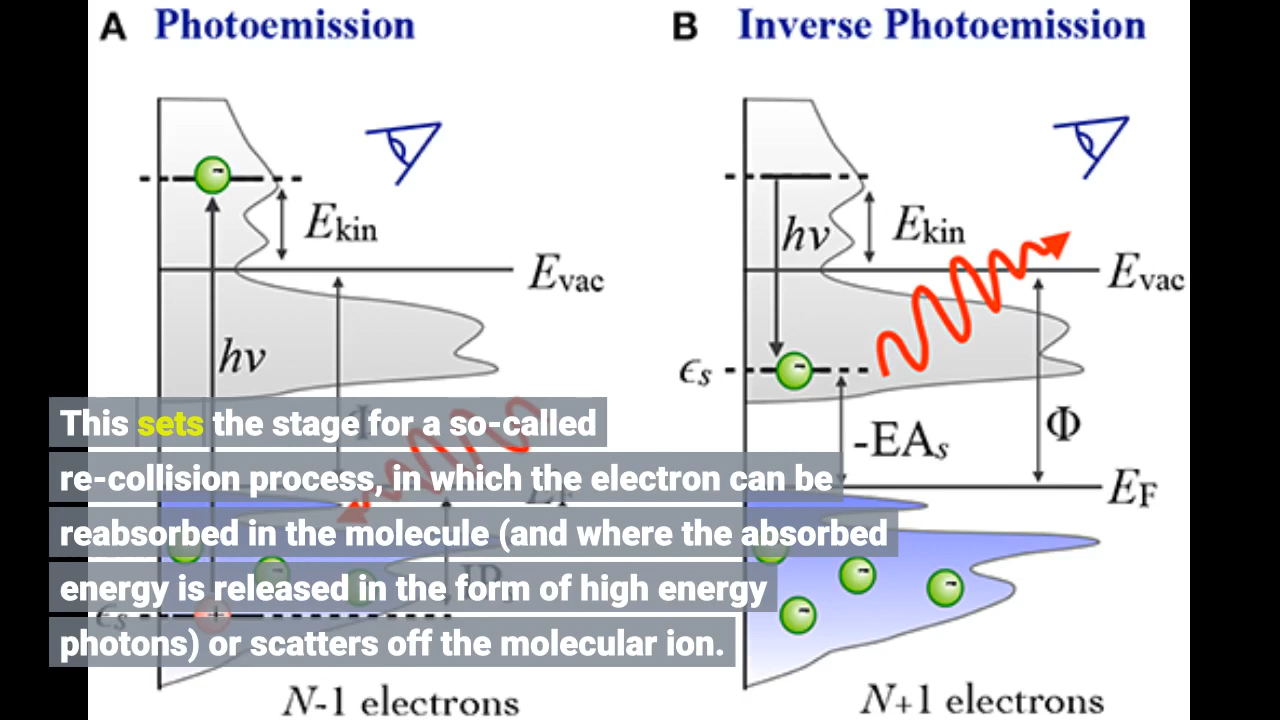 A Photoemission
B Inverse Photoemission
Ekin
Evac
hν
hν
Ekin
Evac
ϵs
-EAs
Φ
EF
This sets the stage for a so-called
re-collision process, in which the electron can be
reabsorbed in the molecule (and where the absorbed
energy is released in the form of high energy
photons) or scatters off the molecular ion.
ϵs
N-1 electrons
N+1 electrons